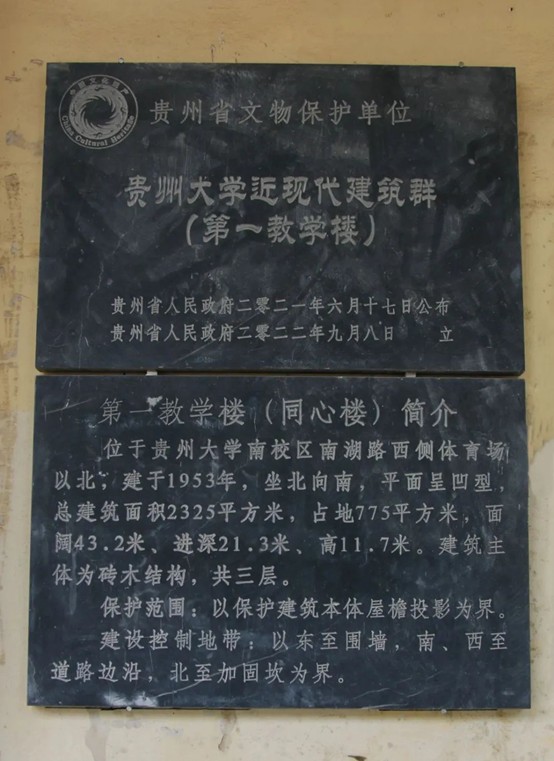 中国文化遗产
China Cultural Heritage
贵州省文物保护单位
贵州大学近现代建筑群
(第一教学楼)
贵州省人民政府二零二一年六月十七日公布
贵州省人民政府二零二二年九月八日 立
第一教学楼（同心楼）简介
位于贵州大学南校区南湖路西侧体育场
以北，建于1953年，坐北向南，平面呈凹型，
总建筑面积2325平方米，占地775平方米，面
阔43.2米、进深21.3米、高11.7米。建筑主
体为砖木结构，共三层。
保护范围：以保护建筑本体屋檐投影为界。
建设控制地带：以东至围墙，南、西至
道路边沿，北至加固坎为界。